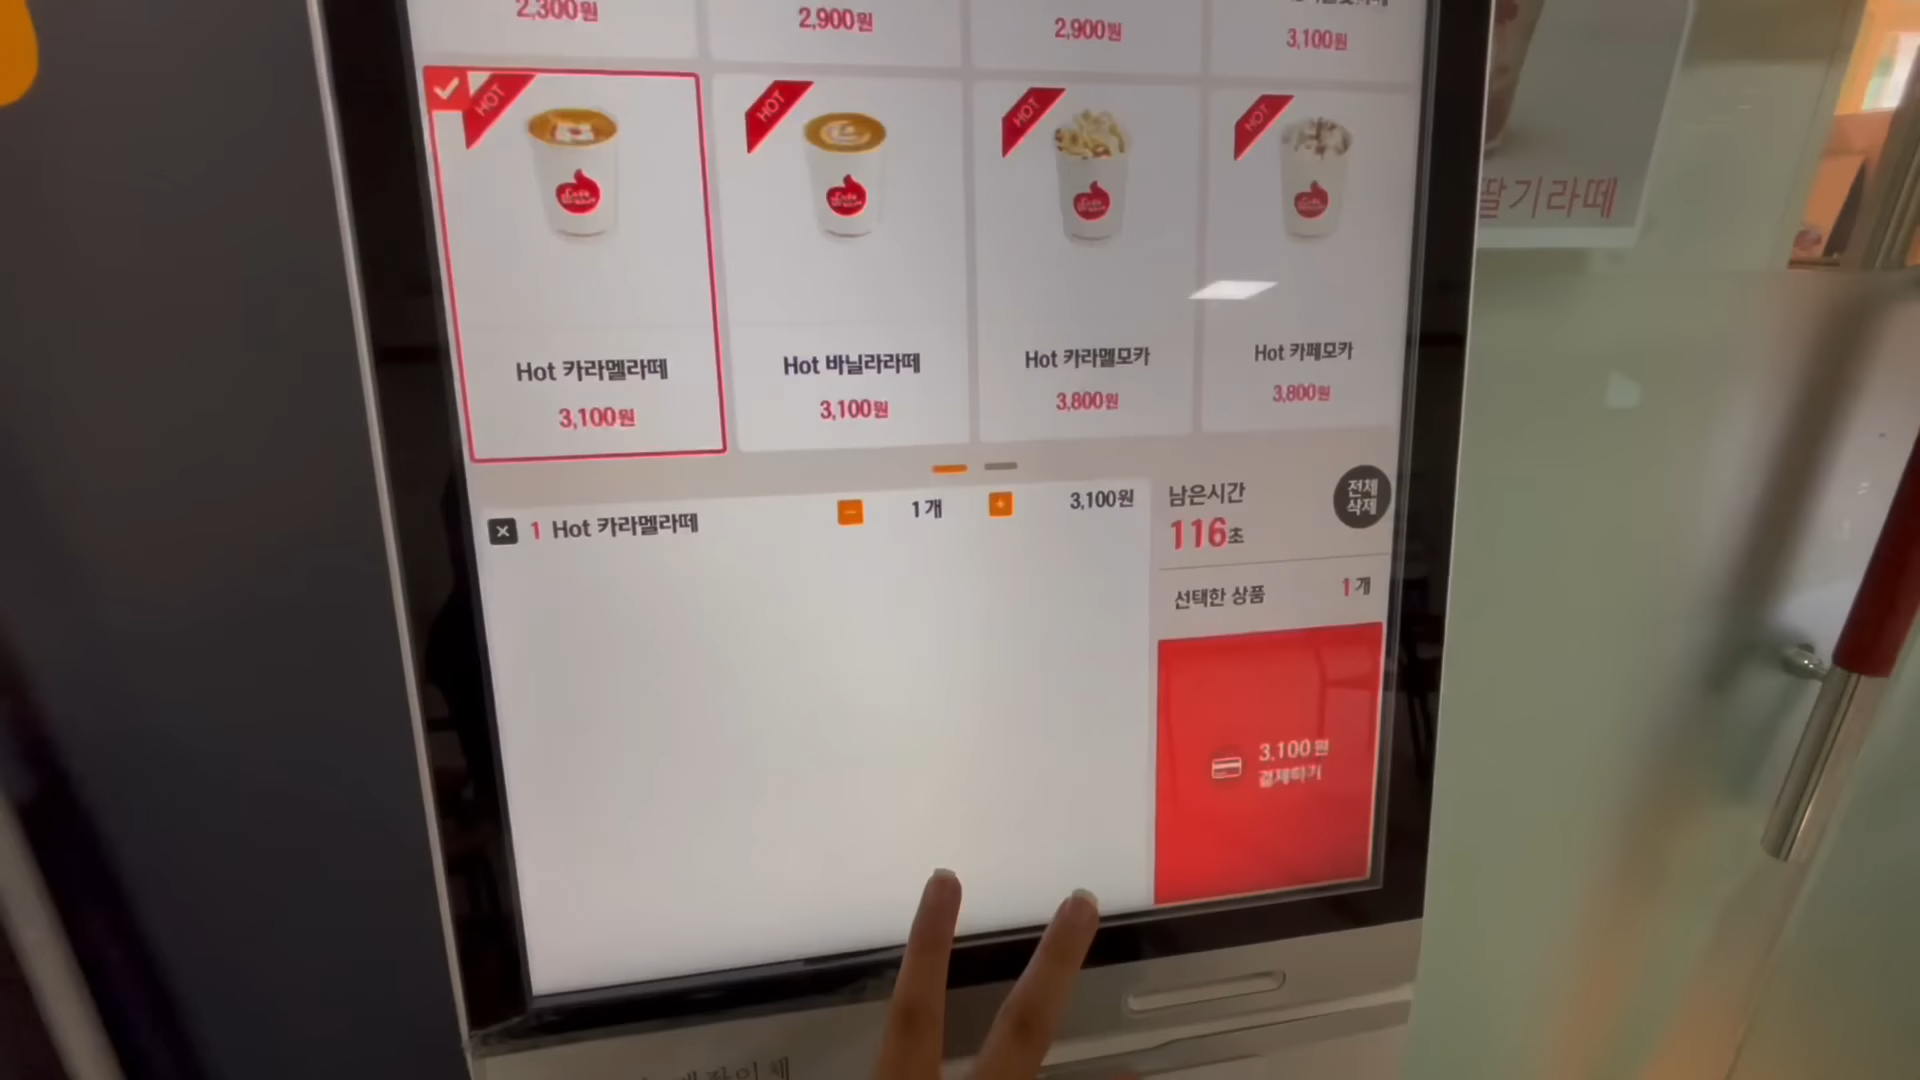 2,300원
2,900원
2,900원
3,100원
HOT
HOT
HOT
HOT
Hot 카라멜라떼
3,100원
Hot 바닐라라떼
3,100원
Hot 카라멜모카
3,800원
Hot 카페모카
3,800원
딸기라떼
1 Hot 카라멜라떼
1개
3,100원
남은시간
116초
전체
삭제
선택한 상품
1개
3,100원
결제하기